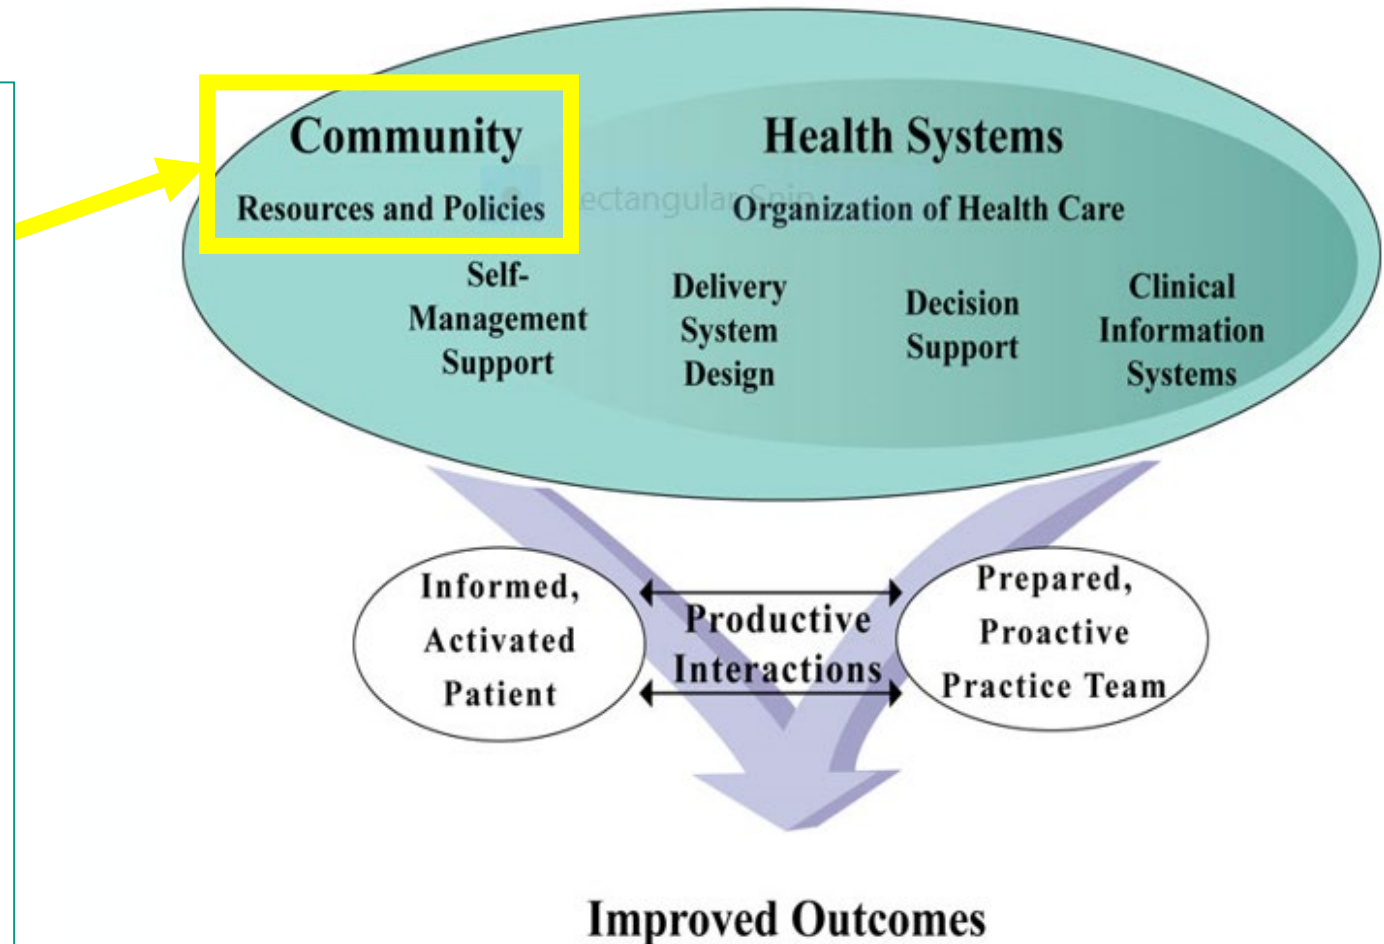 Community
Resources and Policies
Health Systems
Organization of Health Care
Self-
Management
Support
Delivery
System
Design
Decision
Support
Clinical
Information
Systems
Informed,
Activated
Patient
Productive
Interactions
Prepared,
Proactive
Practice Team
Improved Outcomes